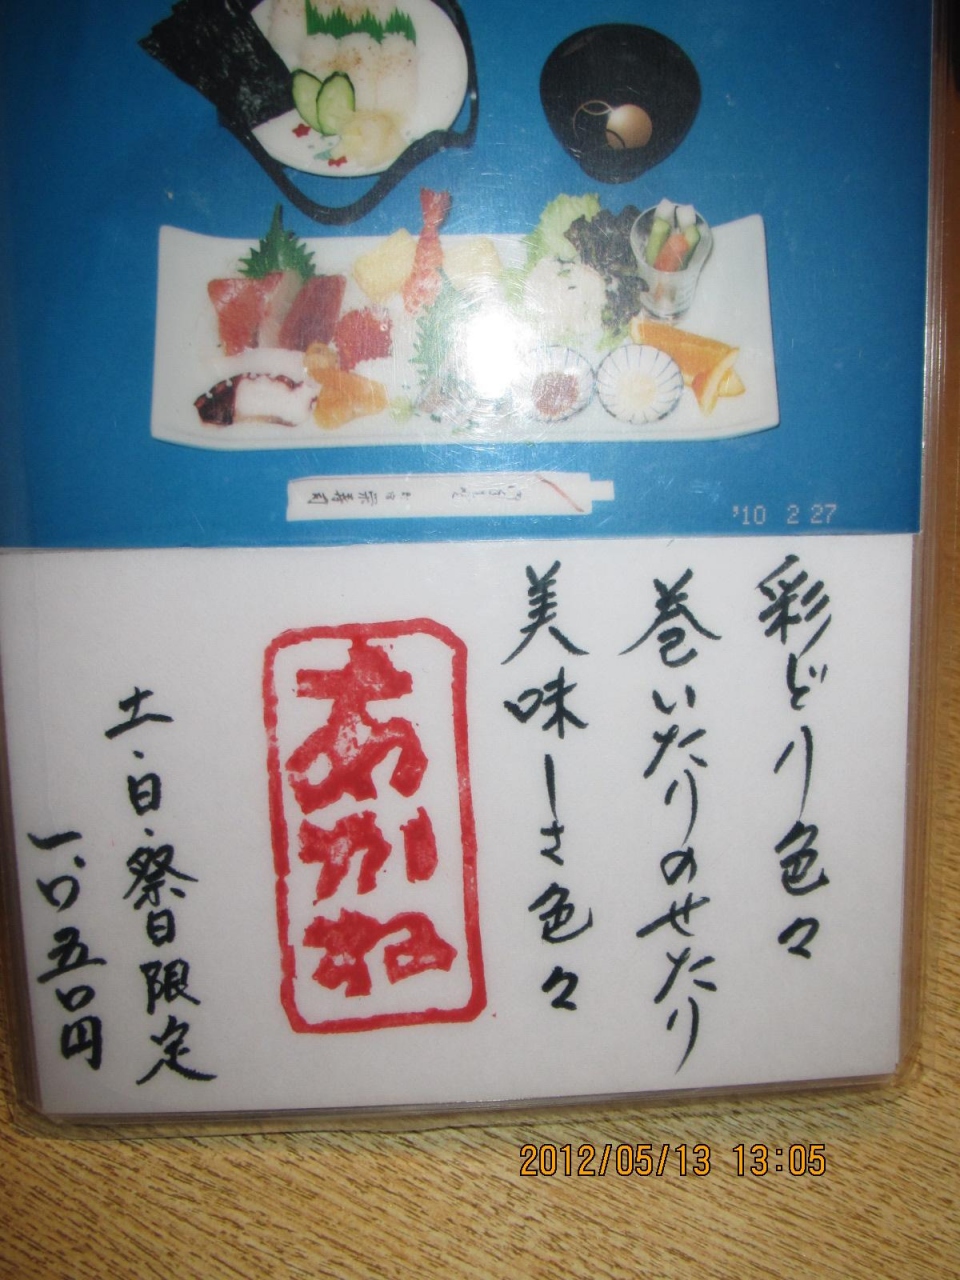 '10 2 27
彩どり色々
巻いたりのせたり
美味しさ色々
あかね
土・日・祭日限定
一、〇五〇円
2012/05/13 13:05